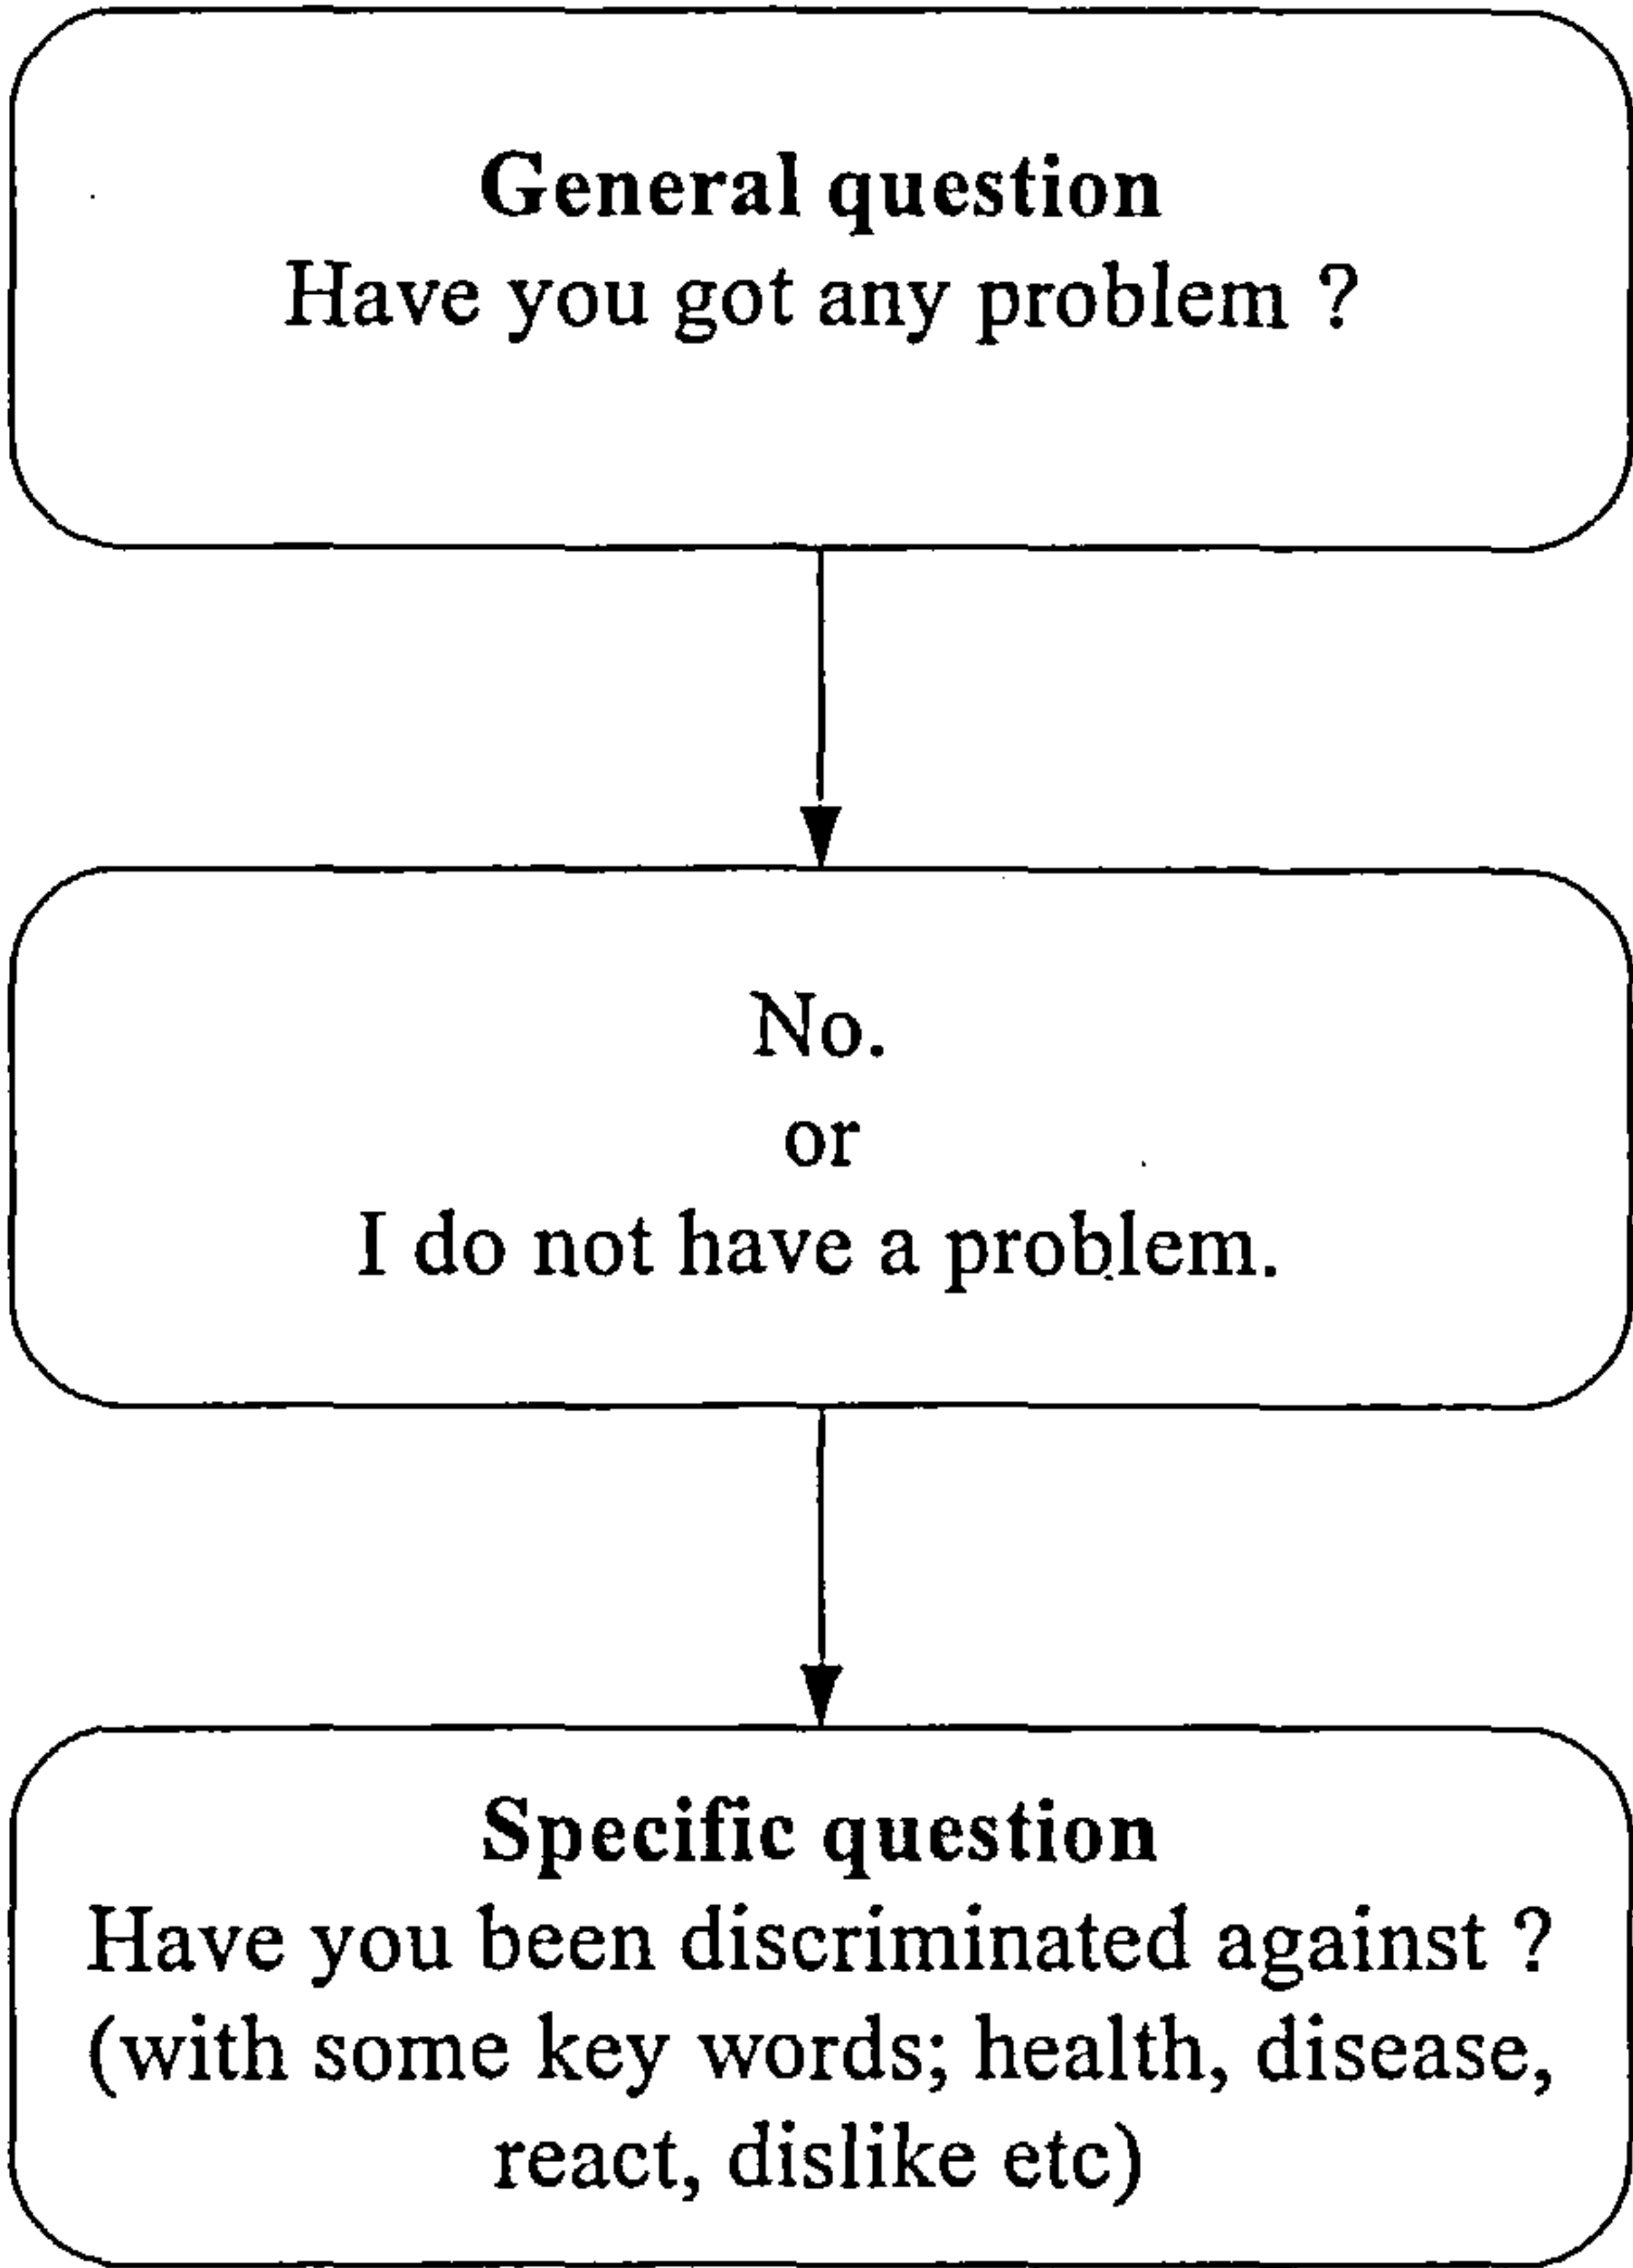 General question
Have you got any problem ?
No.
or
I do not have a problem.
Specific question
Have you been discriminated against ?
(with some key words; health, disease,
react, dislike etc)